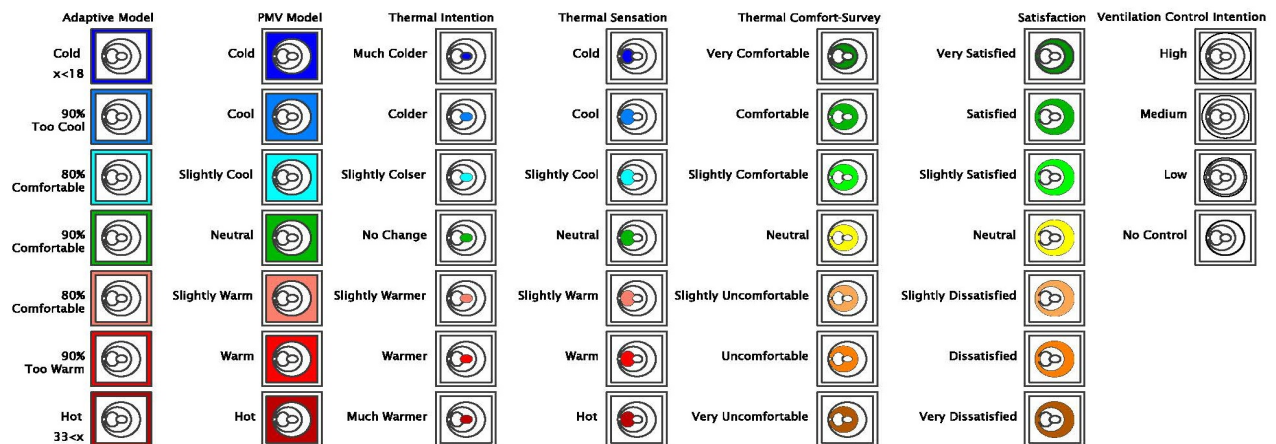 Adaptive Model PMV Model Thermal Intention Thermal Sensation Thermal Comfort-Survey Satisfaction Ventilation Control Intention
Cold Cold Much Colder Cold Very Comfortable Very Satisfied High
x<18
90% Cool Colder Cool Comfortable Satisfied Medium
Too Cool
80% Slightly Cool Slightly Colser Slightly Cool Slightly Comfortable Slightly Satisfied Low
Comfortable
90% Neutral No Change Neutral Neutral Neutral No Control
Comfortable
80% Slightly Warm Slightly Warmer Slightly Warm Slightly Uncomfortable Slightly Dissatisfied
Comfortable
90% Warm Warmer Warm Uncomfortable Dissatisfied
Too Warm
Hot Hot Much Warmer Hot Very Uncomfortable Very Dissatisfied
33<x